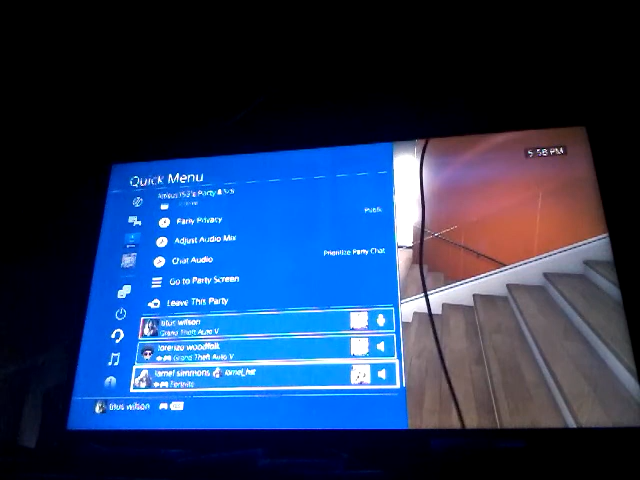 5:58 PM
Quick Menu
Party Privacy
Public
Adjust Audio Mix
Chat Audio
Prioritize Party Chat
Go to Party Screen
Leave This Party
titus wilson
Grand Theft Auto V
lorenzo woodfolk
Grand Theft Auto V
jamel simmons
Fortnite
titus wilson